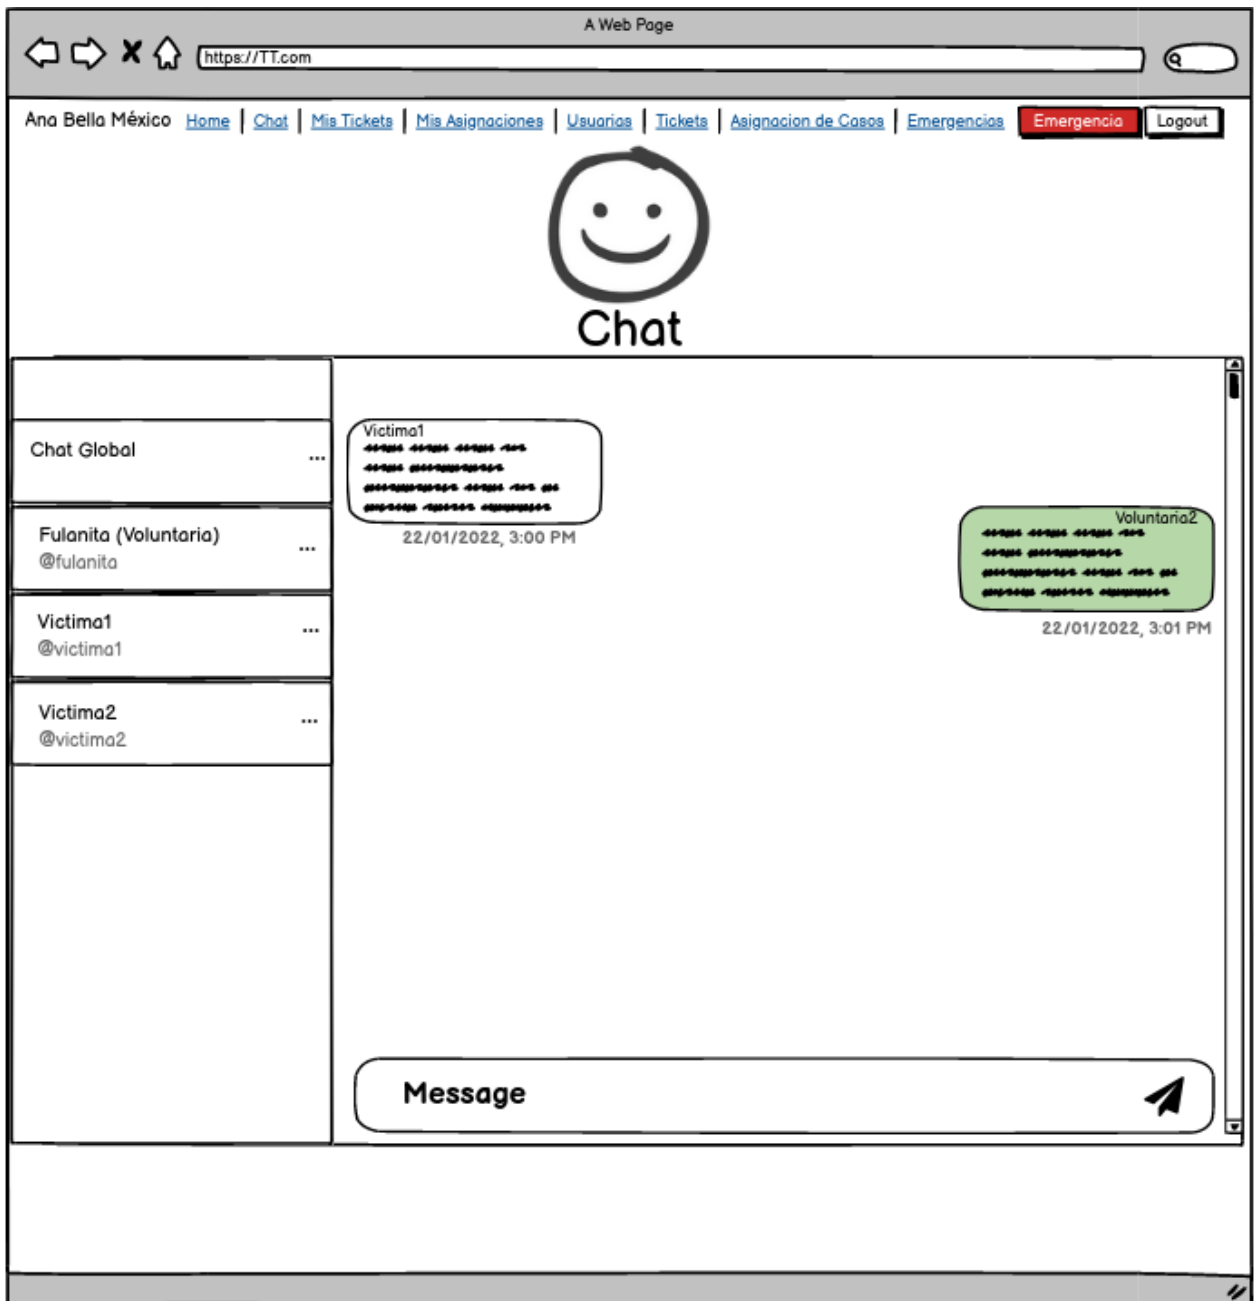 A Web Page
https://TT.com
Ana Bella México Home Chat Mis Tickets Mis Asignaciones Usuarias Tickets Asignacion de Casos Emergencias Emergencia Logout
Chat
Chat Global
...
Fulanita (Voluntaria)
...
@fulanita
Victima1
...
@victima1
Victima2
...
@victima2
Victima1
22/01/2022, 3:00 PM
Voluntaria2
22/01/2022, 3:01 PM
Message